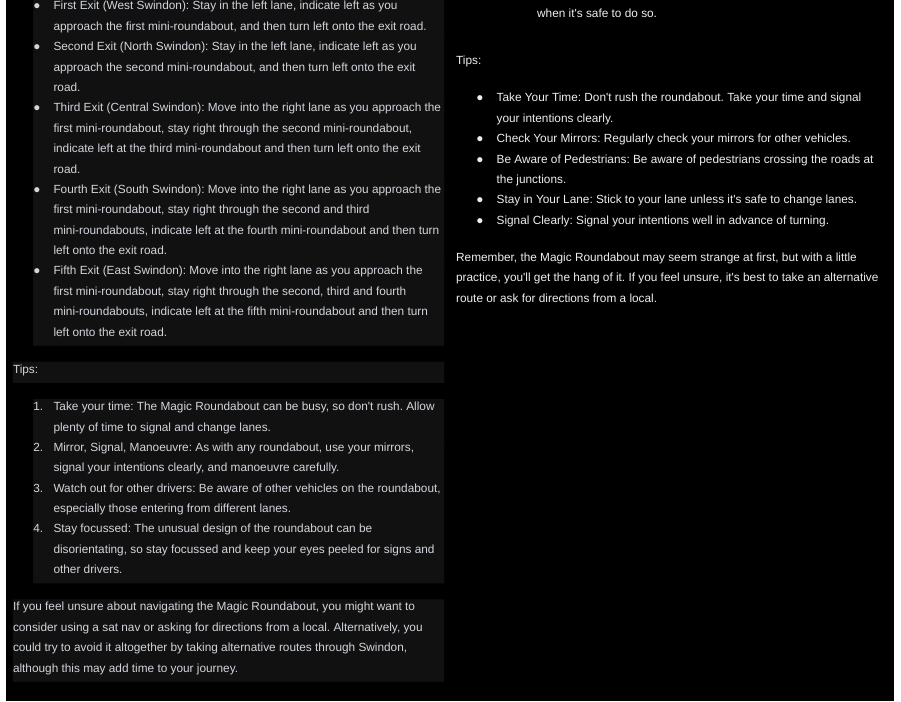 ● First Exit (West Swindon): Stay in the left lane, indicate left as you
approach the first mini-roundabout, and then turn left onto the exit road.
● Second Exit (North Swindon): Stay in the left lane, indicate left as you
approach the second mini-roundabout, and then turn left onto the exit
road.
● Third Exit (Central Swindon): Move into the right lane as you approach the
first mini-roundabout, stay right through the second mini-roundabout,
indicate left at the third mini-roundabout and then turn left onto the exit
road.
● Fourth Exit (South Swindon): Move into the right lane as you approach the
first mini-roundabout, stay right through the second and third
mini-roundabouts, indicate left at the fourth mini-roundabout and then turn
left onto the exit road.
● Fifth Exit (East Swindon): Move into the right lane as you approach the
first mini-roundabout, stay right through the second, third and fourth
mini-roundabouts, indicate left at the fifth mini-roundabout and then turn
left onto the exit road.
Tips:
1. Take your time: The Magic Roundabout can be busy, so don't rush. Allow
plenty of time to signal and change lanes.
2. Mirror, Signal, Manoeuvre: As with any roundabout, use your mirrors,
signal your intentions clearly, and manoeuvre carefully.
3. Watch out for other drivers: Be aware of other vehicles on the roundabout,
especially those entering from different lanes.
4. Stay focussed: The unusual design of the roundabout can be
disorientating, so stay focussed and keep your eyes peeled for signs and
other drivers.
If you feel unsure about navigating the Magic Roundabout, you might want to
consider using a sat nav or asking for directions from a local. Alternatively, you
could try to avoid it altogether by taking alternative routes through Swindon,
although this may add time to your journey.
when it's safe to do so.
Tips:
● Take Your Time: Don't rush the roundabout. Take your time and signal
your intentions clearly.
● Check Your Mirrors: Regularly check your mirrors for other vehicles.
● Be Aware of Pedestrians: Be aware of pedestrians crossing the roads at
the junctions.
● Stay in Your Lane: Stick to your lane unless it's safe to change lanes.
● Signal Clearly: Signal your intentions well in advance of turning.
Remember, the Magic Roundabout may seem strange at first, but with a little
practice, you'll get the hang of it. If you feel unsure, it's best to take an alternative
route or ask for directions from a local.